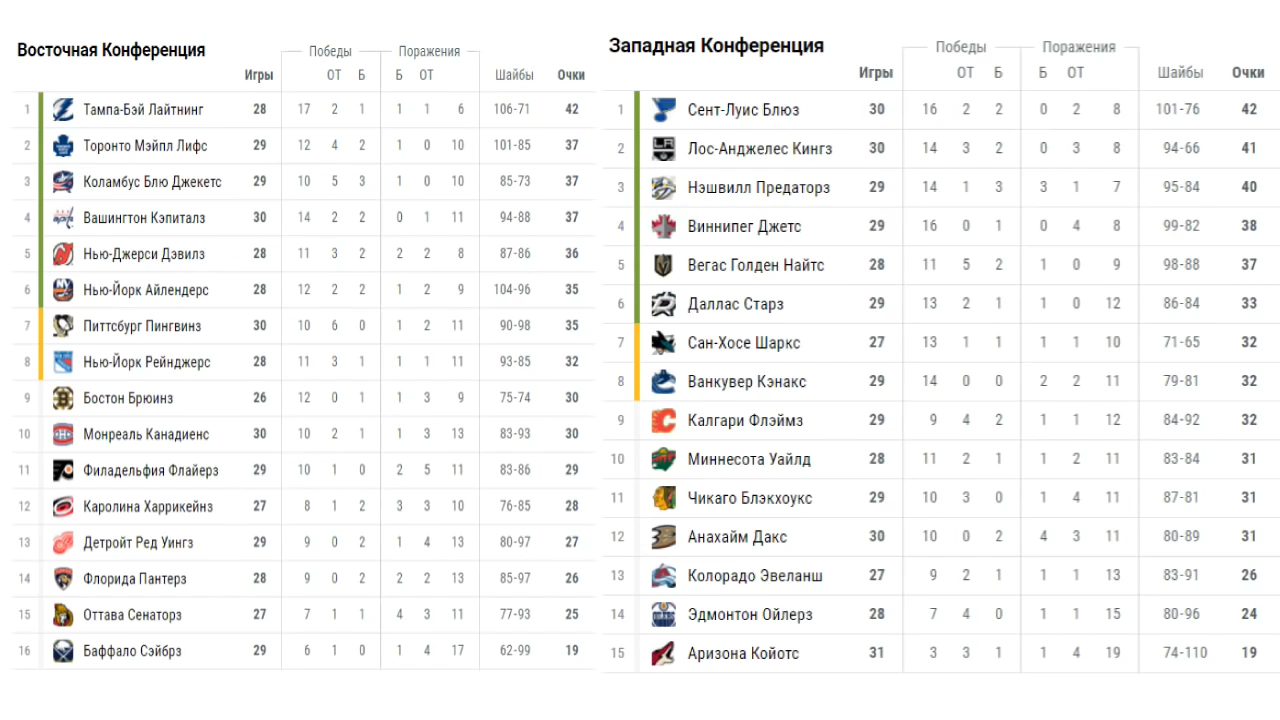 Восточная Конференция
Победы Поражения
Игры ОТ Б Б ОТ Шайбы Очки
1 Тампа-Бэй Лайтнинг 28 17 2 1 1 1 6 106-71 42
2 Торонто Мэйпл Лифс 29 12 4 2 1 0 10 101-85 37
3 Коламбус Блю Джекетс 29 10 5 3 1 0 10 85-73 37
4 Вашингтон Кэпиталз 30 14 2 2 0 1 11 94-88 37
5 Нью-Джерси Дэвилз 28 11 3 2 2 2 8 87-86 36
6 Нью-Йорк Айлендерс 28 12 2 2 1 2 9 104-96 35
7 Питтсбург Пингвинз 30 10 6 0 1 2 11 90-98 35
8 Нью-Йорк Рейнджерс 28 11 3 1 1 1 11 93-85 32
9 Бостон Брюинз 26 12 0 1 1 3 9 75-74 30
10 Монреаль Канадиенс 30 10 2 1 1 3 13 83-93 30
11 Филадельфия Флайерз 29 10 1 0 2 5 11 83-86 29
12 Каролина Харрикейнз 27 8 1 2 3 3 10 76-85 28
13 Детройт Ред Уингз 29 9 0 2 1 4 13 80-97 27
14 Флорида Пантерз 28 9 0 2 2 2 13 85-97 26
15 Оттава Сенаторз 27 7 1 1 4 3 11 77-93 25
16 Баффало Сэйбрз 29 6 1 0 1 4 17 62-99 19
Западная Конференция
Победы Поражения
Игры ОТ Б Б ОТ Шайбы Очки
1 Сент-Луис Блюз 30 16 2 2 0 2 8 101-76 42
2 Лос-Анджелес Кингз 30 14 3 2 0 3 8 94-66 41
3 Нэшвилл Предаторз 29 14 1 3 3 1 7 95-84 40
4 Виннипег Джетс 29 16 0 1 0 4 8 99-82 38
5 Вегас Голден Найтс 28 11 5 2 1 0 9 98-88 37
6 Даллас Старз 29 13 2 1 1 0 12 86-84 33
7 Сан-Хосе Шаркс 27 13 1 1 1 1 10 71-65 32
8 Ванкувер Кэнакс 29 14 0 0 2 2 11 79-81 32
9 Калгари Флэймз 29 9 4 2 1 1 12 84-92 32
10 Миннесота Уайлд 28 11 2 1 1 2 11 83-84 31
11 Чикаго Блэкхоукс 29 10 3 0 1 4 11 87-81 31
12 Анахайм Дакс 30 10 0 2 4 3 11 80-89 31
13 Колорадо Эвеланш 27 9 2 1 1 1 13 83-91 26
14 Эдмонтон Ойлерз 28 7 4 0 1 1 15 80-96 24
15 Аризона Койотс 31 3 3 1 1 4 19 74-110 19